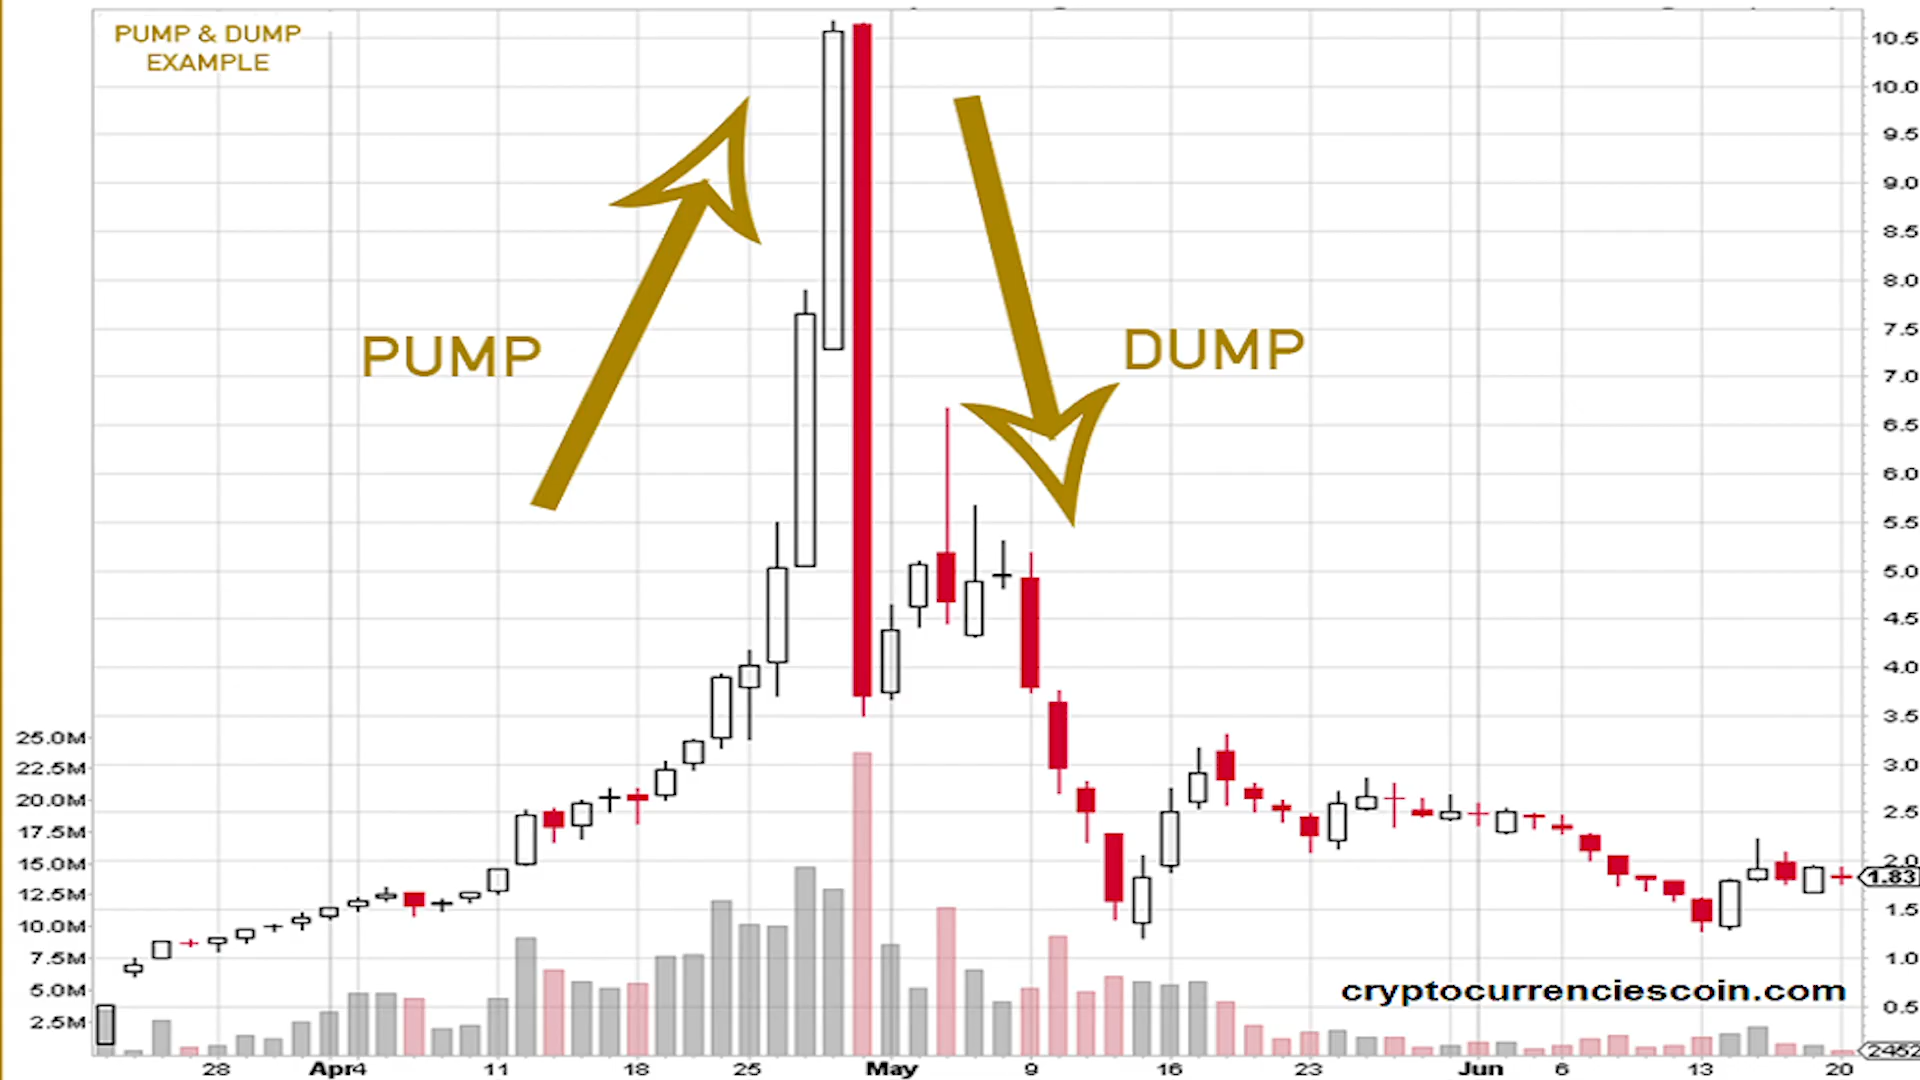 PUMP & DUMP
EXAMPLE
10.5
10.0
9.5
9.0
8.5
8.0
PUMP
DUMP
7.5
7.0
6.5
6.0
5.5
5.0
4.5
4.0
3.5
25.0M
22.5M
3.0
20.0M
2.5
17.5M
15.0M
2.0
1.83
12.5M
1.5
10.0M
7.5M
1.0
5.0M
cryptocurrenciescoin.com
0.5
2.5M
2452
28 Apr4 11 18 25 May 9 16 23 Jun 6 13 20